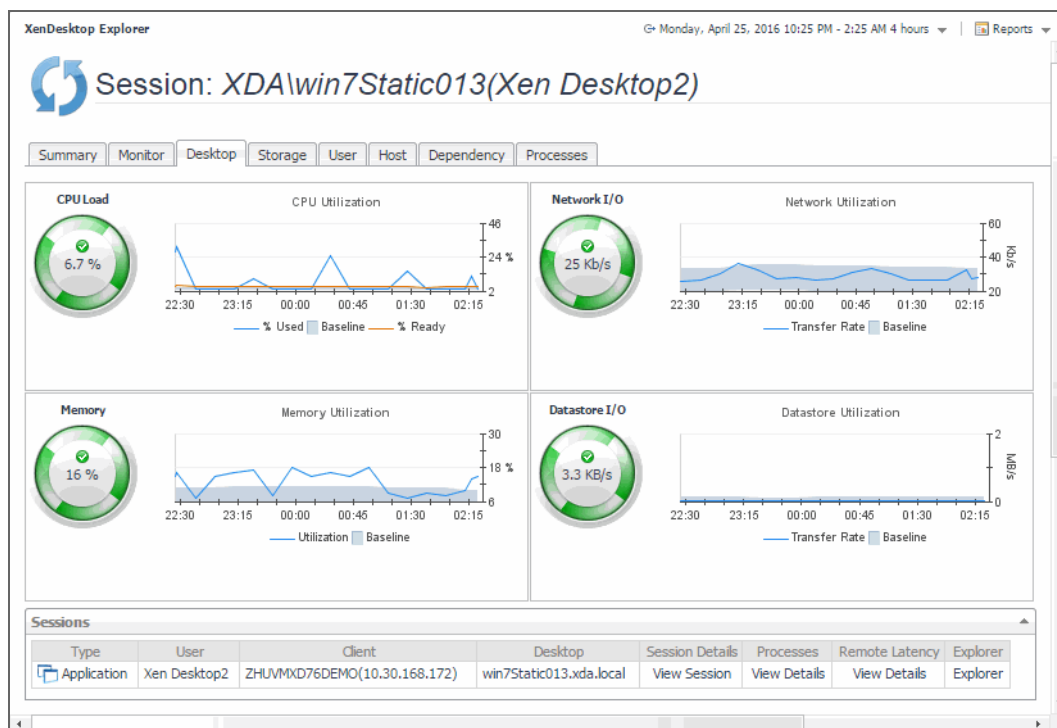 XenDesktop Explorer
Monday, April 25, 2016 10:25 PM - 2:25 AM 4 hours
Reports
Session: XDA\win7Static013(Xen Desktop2)
Summary Monitor Desktop Storage User Host Dependency Processes
CPU Load
6.7 %
CPU Utilization
46
24 %
2
22:30 23:15 00:00 00:45 01:30 02:15
% Used Baseline % Ready
Network I/O
25 Kb/s
Network Utilization
60
40
20
Kb/s
22:30 23:15 00:00 00:45 01:30 02:15
Transfer Rate Baseline
Memory
16 %
Memory Utilization
30
18 %
6
22:30 23:15 00:00 00:45 01:30 02:15
Utilization Baseline
Datastore I/O
3.3 KB/s
Datastore Utilization
2
0
MB/s
22:30 23:15 00:00 00:45 01:30 02:15
Transfer Rate Baseline
Sessions
Type User Client Desktop Session Details Processes Remote Latency Explorer
Application Xen Desktop2 ZHUVMXD76DEMO(10.30.168.172) win7Static013.xda.local View Session View Details View Details Explorer